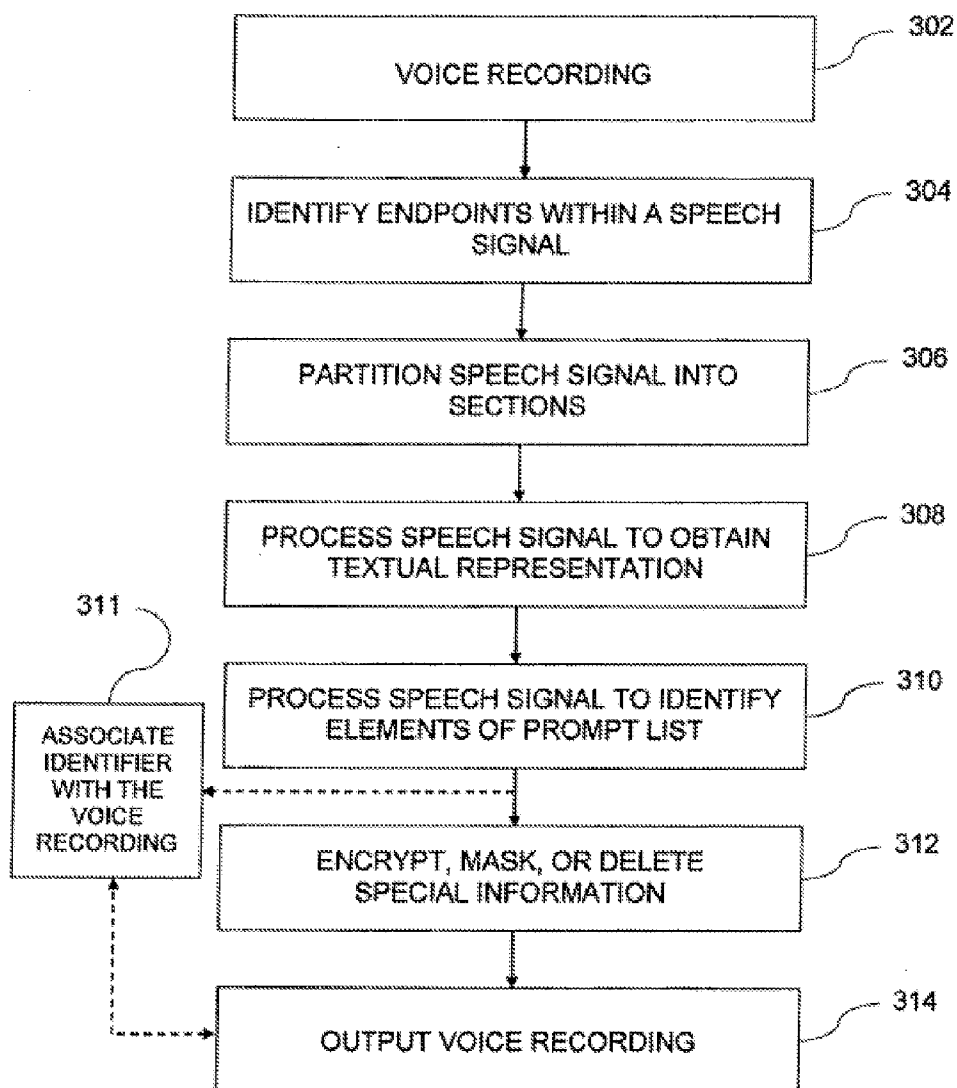 302
VOICE RECORDING
304
IDENTIFY ENDPOINTS WITHIN A SPEECH
SIGNAL
306
PARTITION SPEECH SIGNAL INTO
SECTIONS
308
PROCESS SPEECH SIGNAL TO OBTAIN
TEXTUAL REPRESENTATION
311
310
PROCESS SPEECH SIGNAL TO IDENTIFY
ELEMENTS OF PROMPT LIST
ASSOCIATE
IDENTIFIER
WITH THE
VOICE
RECORDING
312
ENCRYPT, MASK, OR DELETE
SPECIAL INFORMATION
314
OUTPUT VOICE RECORDING